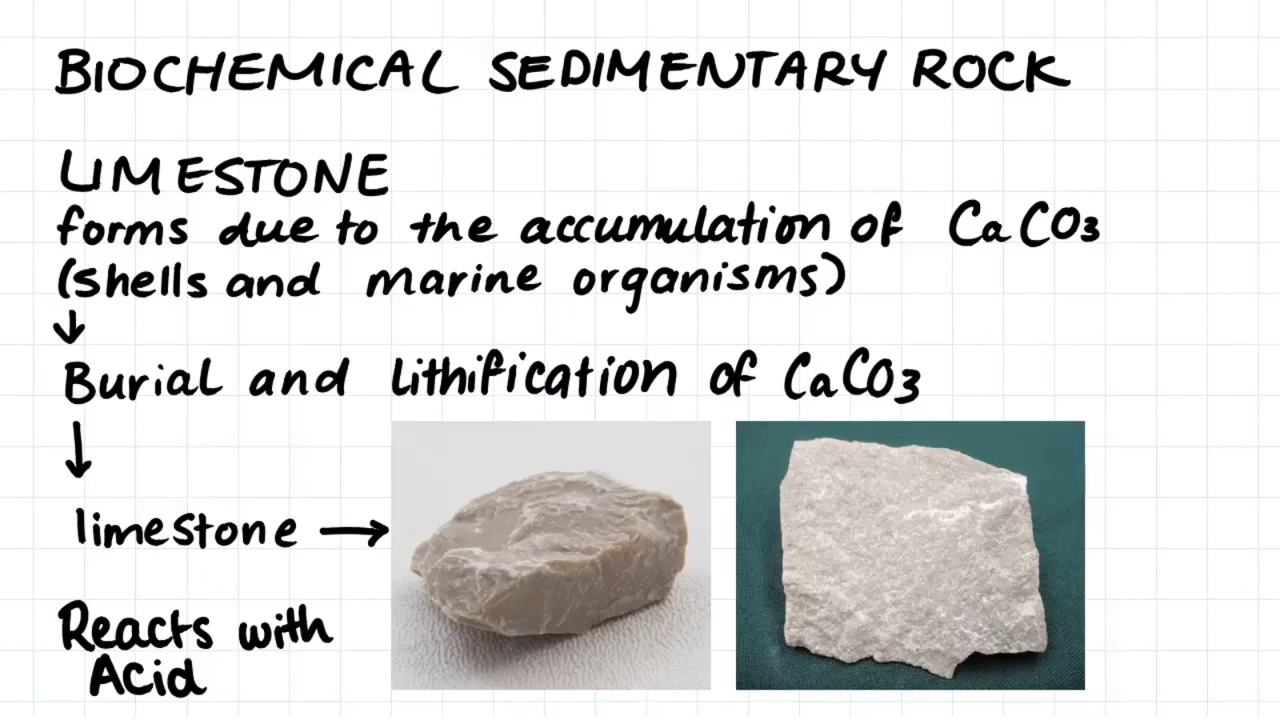 BIOCHEMICAL SEDIMENTARY ROCK
LIMESTONE
forms due to the accumulation of CaCO3
(shells and marine organisms)
↓
Burial and Lithification of CaCO3
↓
limestone →
Reacts with
Acid